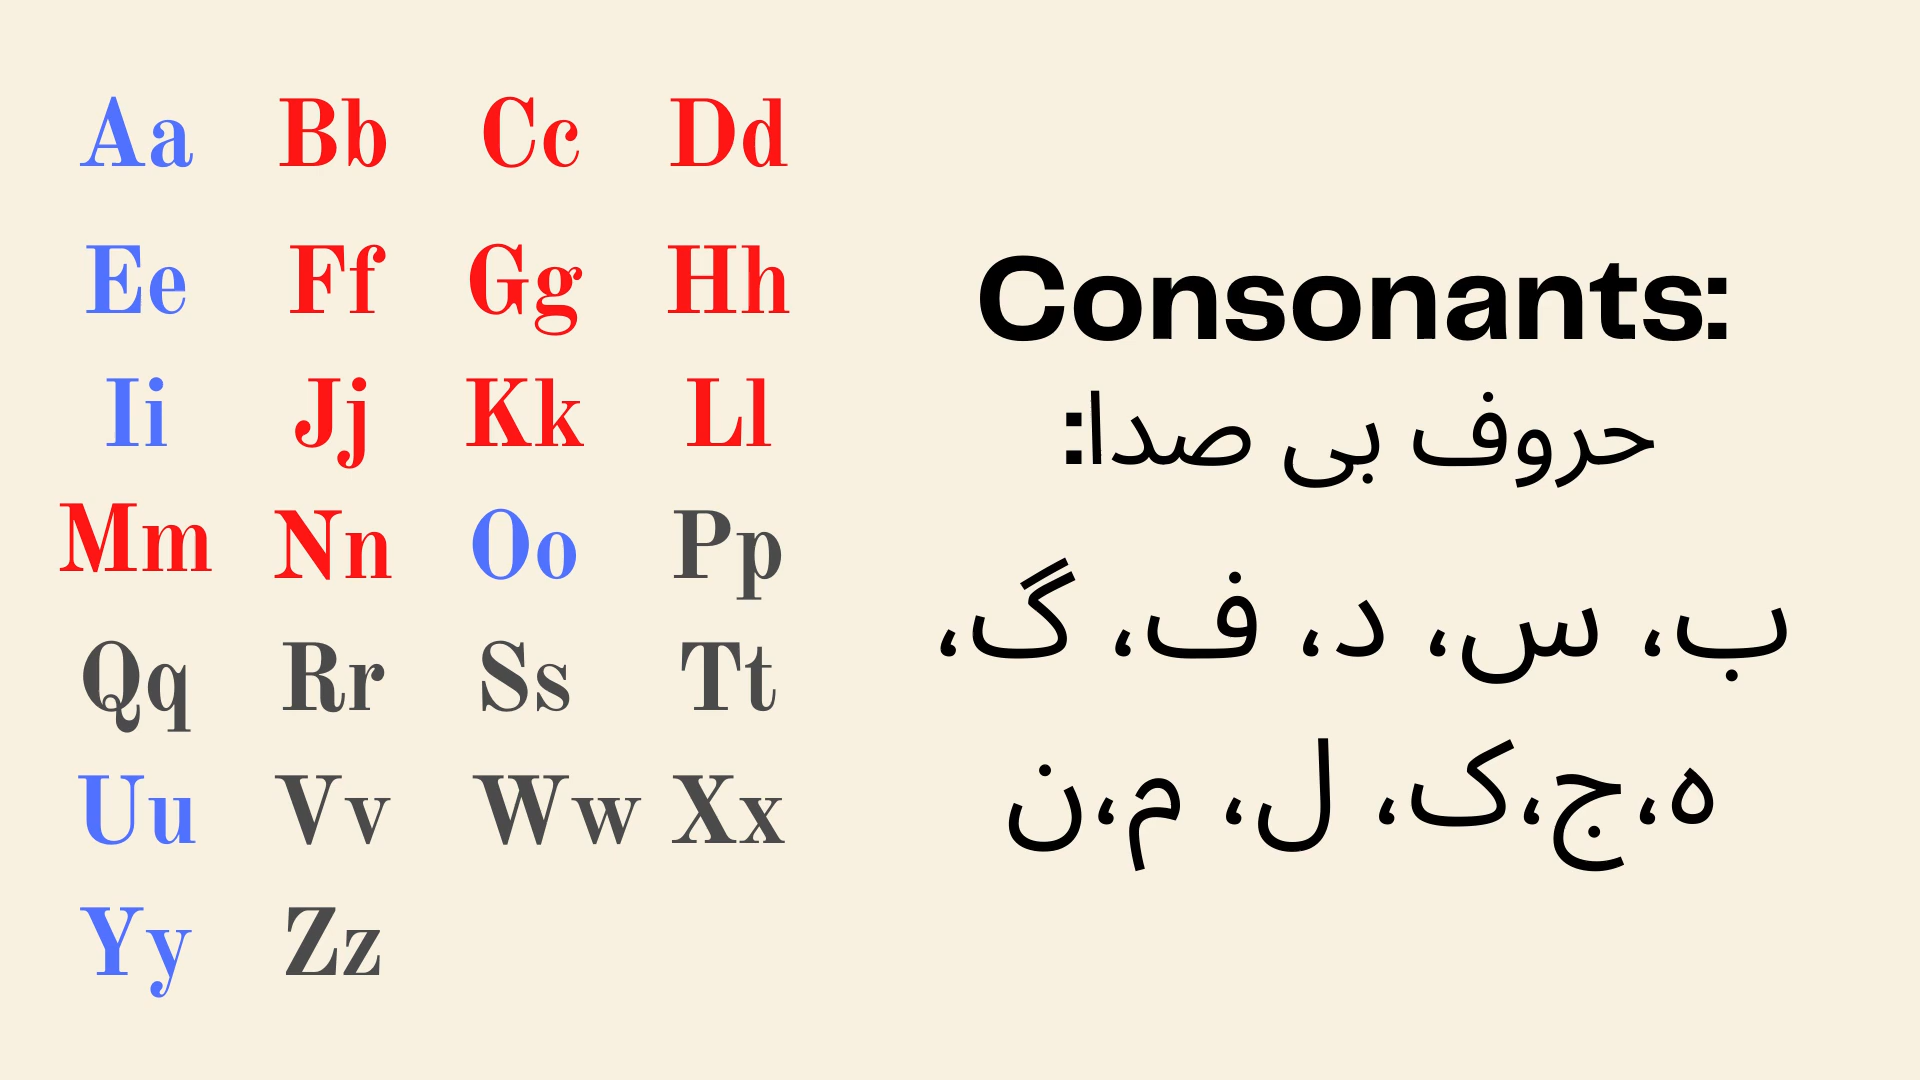 Aa Bb Cc Dd
Ee Ff Gg Hh
Ii Jj Kk Ll
Mm Nn Oo Pp
Qq Rr Ss Tt
Uu Vv Ww Xx
Yy Zz
Consonants:
حروف بی صدا:
ب، س، د، ف، گ،
ه،ج،ک، ل، م،ن